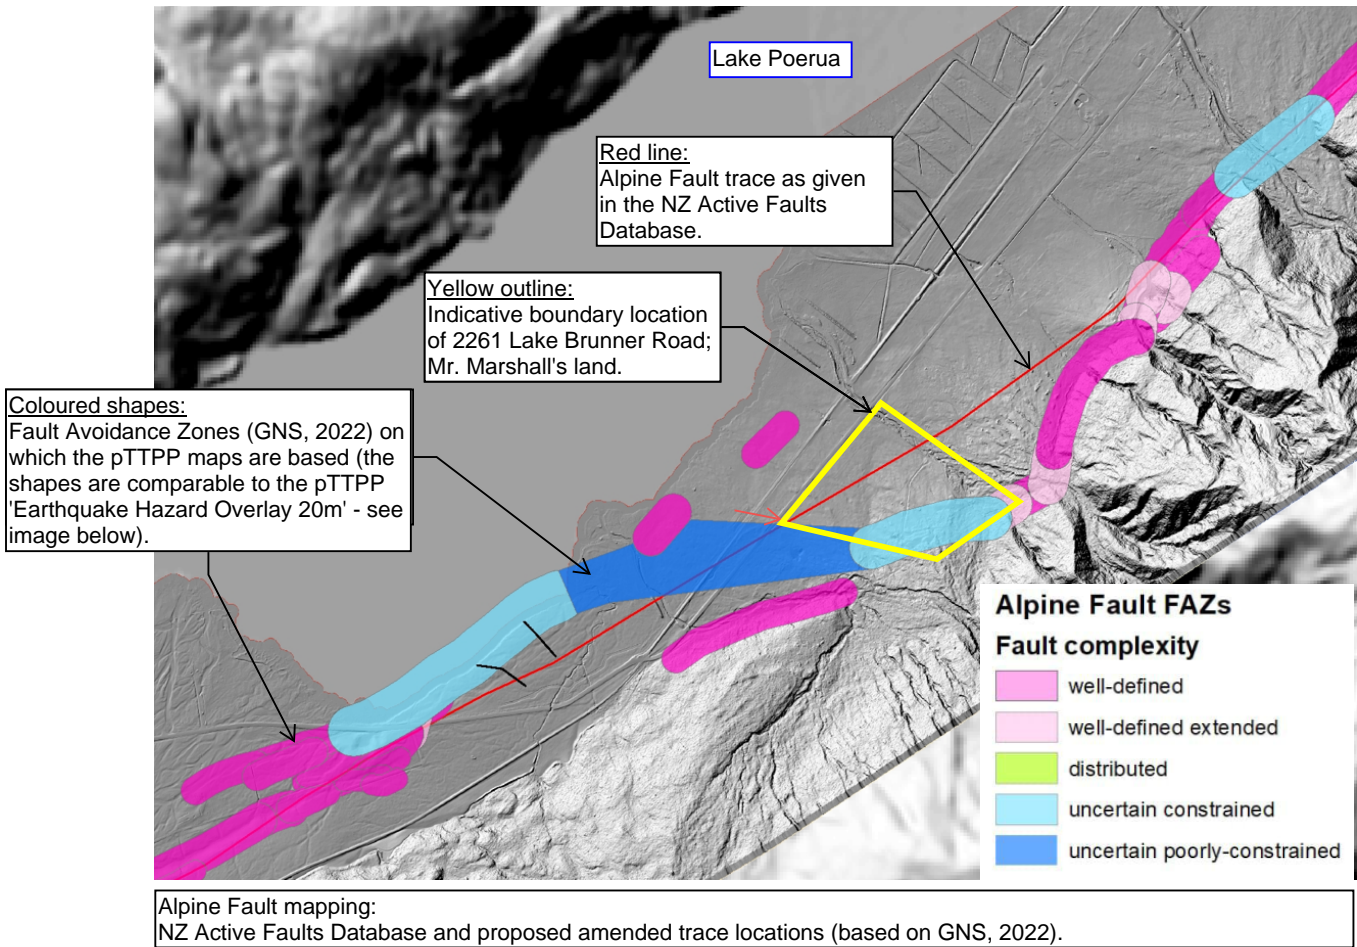 Lake Poerua
Red line:
Alpine Fault trace as given
in the NZ Active Faults
Database.
Yellow outline:
Indicative boundary location
of 2261 Lake Brunner Road;
Mr. Marshall's land.
Coloured shapes:
Fault Avoidance Zones (GNS, 2022) on
which the pTTPP maps are based (the
shapes are comparable to the pTTPP
'Earthquake Hazard Overlay 20m' - see
image below).
Alpine Fault FAZs
Fault complexity
well-defined
well-defined extended
distributed
uncertain constrained
uncertain poorly-constrained
Alpine Fault mapping:
NZ Active Faults Database and proposed amended trace locations (based on GNS, 2022).